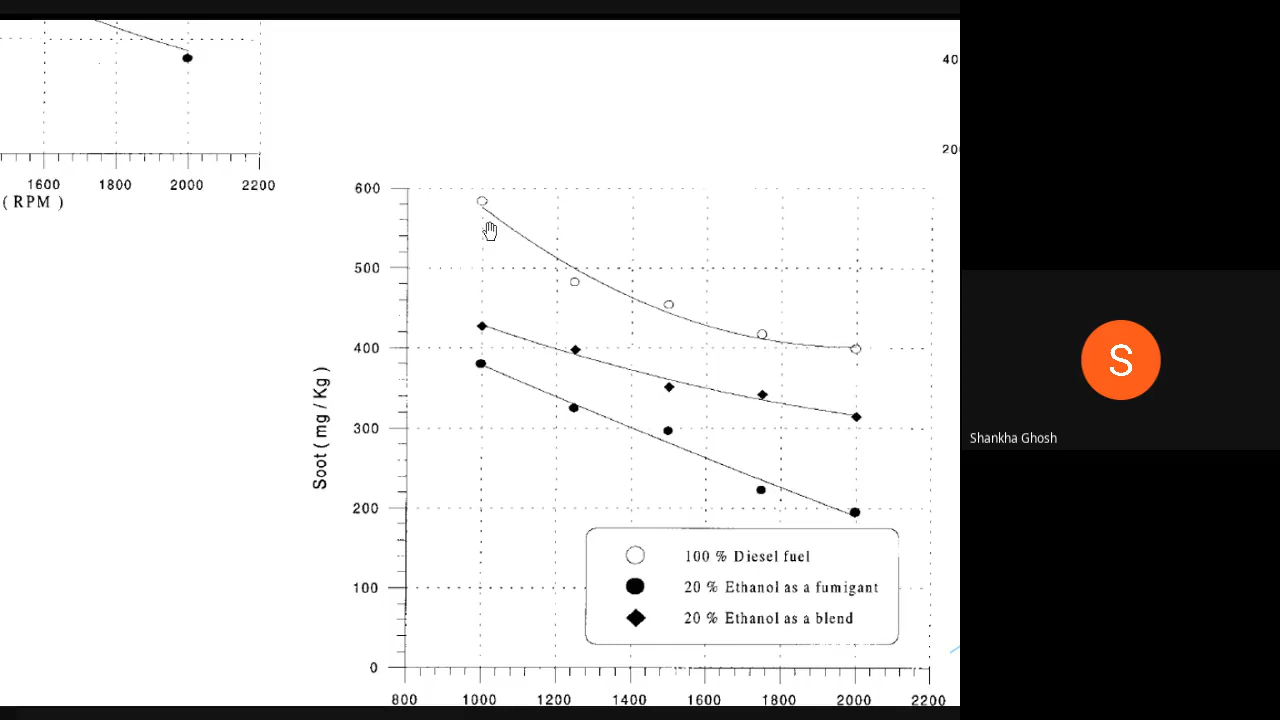 40
20
1600 1800 2000 2200
( RPM )
600
500
400
300
200
100
0
Soot ( mg / Kg )
100 % Diesel fuel
20 % Ethanol as a fumigant
20 % Ethanol as a blend
800 1000 1200 1400 1600 1800 2000 2200
S
Shankha Ghosh